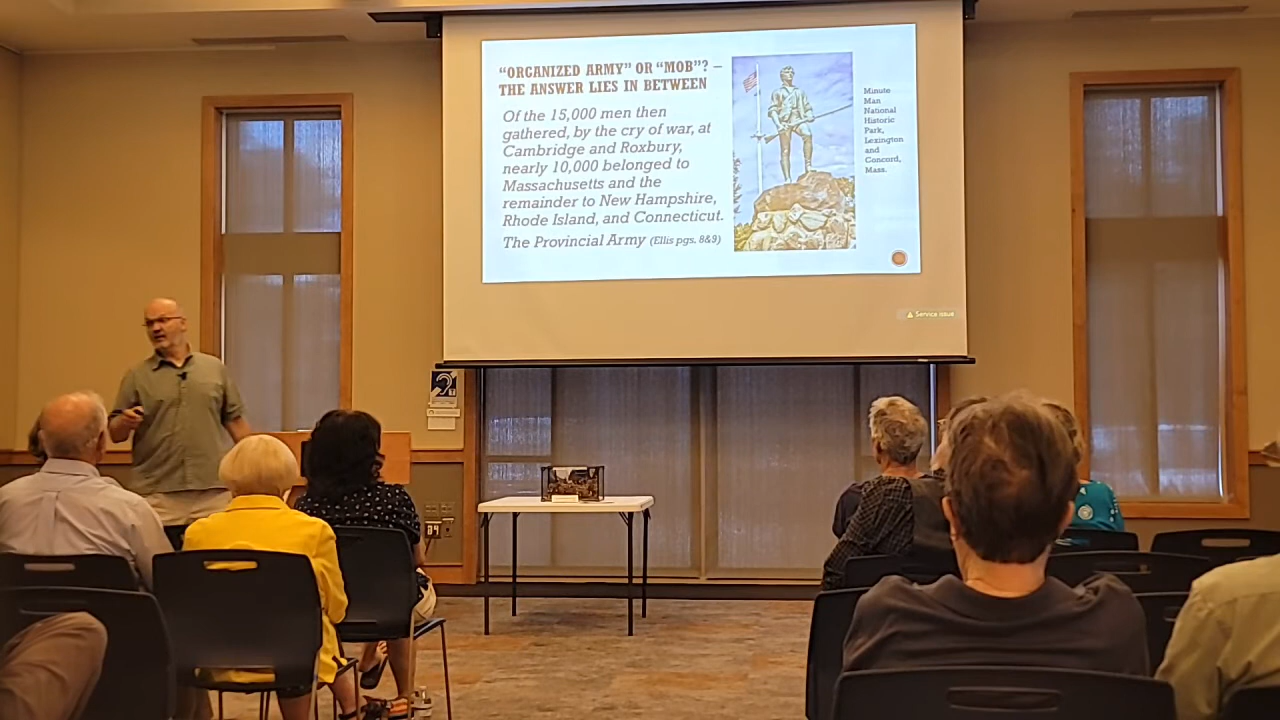 “ORGANIZED ARMY” OR “MOB”? –
THE ANSWER LIES IN BETWEEN
Of the 15,000 men then
gathered, by the cry of war, at
Cambridge and Roxbury,
nearly 10,000 belonged to
Massachusetts and the
remainder to New Hampshire,
Rhode Island, and Connecticut.
The Provincial Army (Ellis pgs. 8&9)
Minute
Man
National
Historic
Park,
Lexington
and
Concord,
Mass.
Service issue